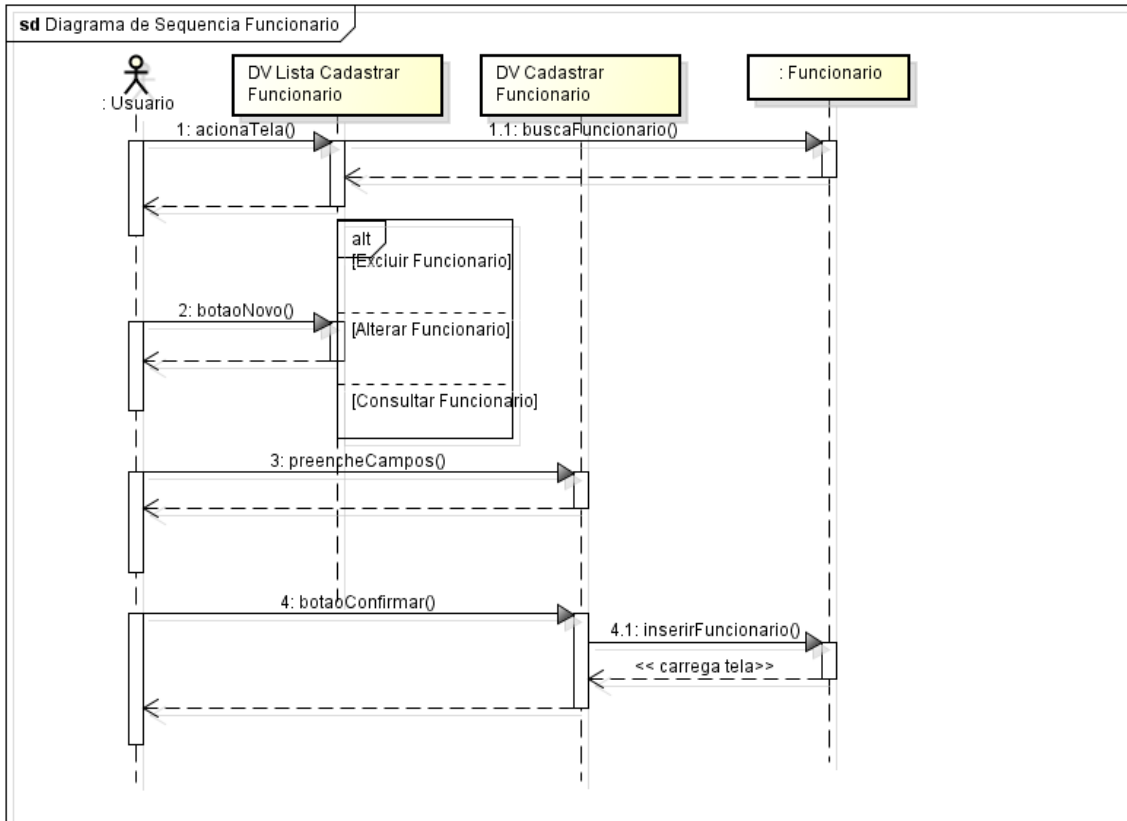 sd Diagrama de Sequencia Funcionario
: Usuário
DV Lista Cadastrar
Funcionario
DV Cadastrar
Funcionario
: Funcionario
1: acionaTela()
1.1: buscaFuncionario()
alt
[Excluir Funcionario]
2: botaoNovo()
[Alterar Funcionario]
[Consultar Funcionario]
3: preencheCampos()
4: botaoConfirmar()
4.1: inserirFuncionario()
<< carrega tela>>